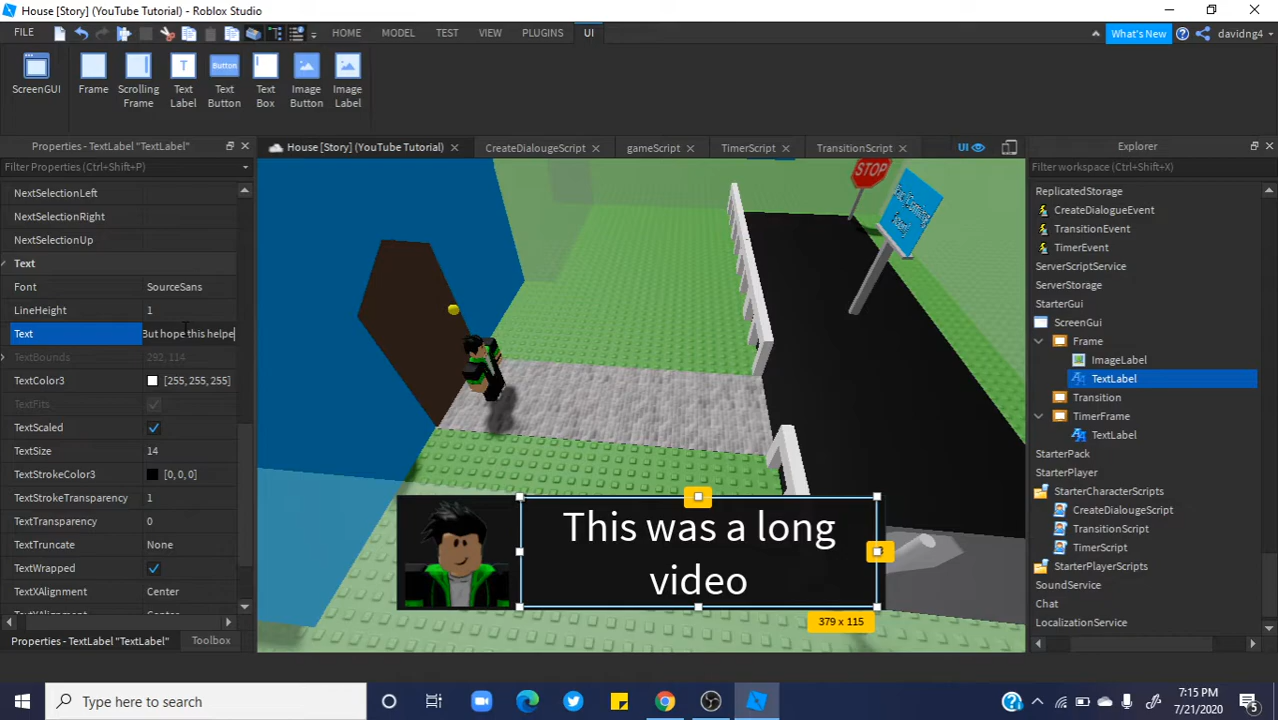 House [Story] (YouTube Tutorial) - Roblox Studio
FILE
HOME
MODEL
TEST
VIEW
PLUGINS
UI
What's New
davidng4
ScreenGUI
Frame
Scrolling
Frame
Text
Label
Text
Button
Text
Box
Image
Button
Image
Label
T
Button
Properties - TextLabel "TextLabel"
Filter Properties (Ctrl+Shift+P)
NextSelectionLeft
NextSelectionRight
NextSelectionUp
Text
Font SourceSans
LineHeight 1
Text But hope this helpe
TextBounds 292, 114
TextColor3 [255, 255, 255]
TextFits
TextScaled
TextSize 14
TextStrokeColor3 [0, 0, 0]
TextStrokeTransparency 1
TextTransparency 0
TextTruncate None
TextWrapped
TextXAlignment Center
Properties - TextLabel "TextLabel"
Toolbox
House [Story] (YouTube Tutorial)
CreateDialougeScript
gameScript
TimerScript
TransitionScript
UI
STOP
This was a long
video
379 x 115
Explorer
Filter workspace (Ctrl+Shift+X)
ReplicatedStorage
CreateDialogueEvent
TransitionEvent
TimerEvent
ServerScriptService
ServerStorage
StarterGui
ScreenGui
Frame
ImageLabel
TextLabel
Transition
TimerFrame
TextLabel
StarterPack
StarterPlayer
StarterCharacterScripts
CreateDialogueScript
TransitionScript
TimerScript
StarterPlayerScripts
SoundService
Chat
LocalizationService
Type here to search
7:15 PM
7/21/2020
5